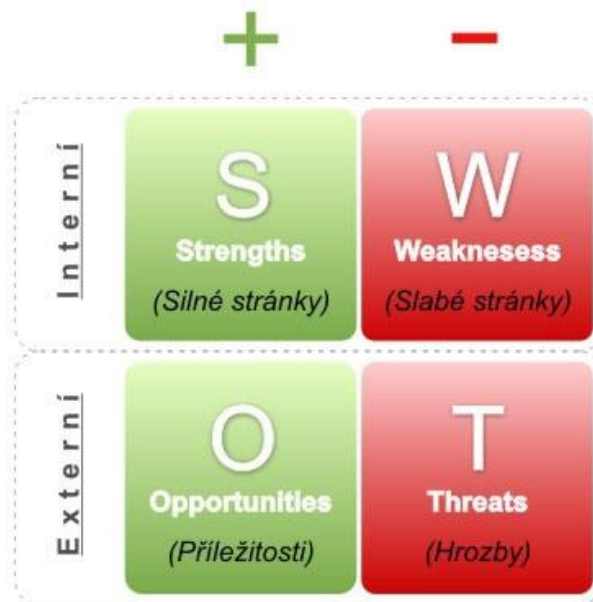 + −
Interní
S
Strengths
(Silné stránky)
W
Weaknesess
(Slabé stránky)
Externí
O
Opportunities
(Příležitosti)
T
Threats
(Hrozby)